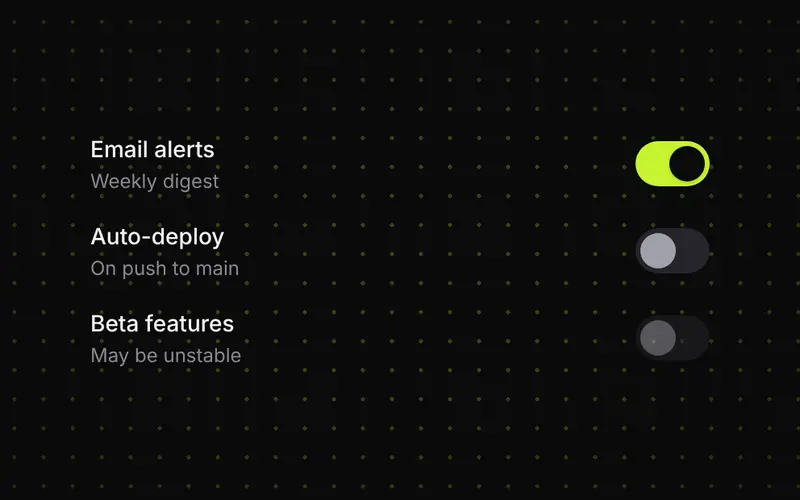 Email alerts
Weekly digest
Auto-deploy
On push to main
Beta features
May be unstable